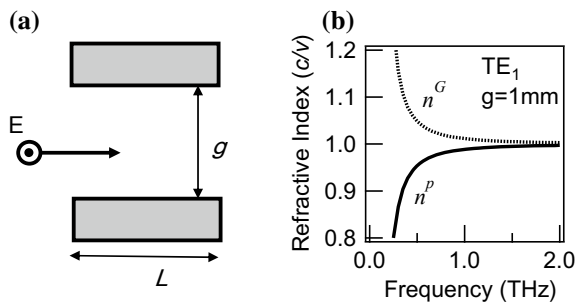 (a)
E
g
L
(b)
Refractive Index (c/v)
1.2
1.1
1.0
0.9
0.8
TE₁
g=1mm
n^G
n^p
0.0
1.0
2.0
Frequency (THz)